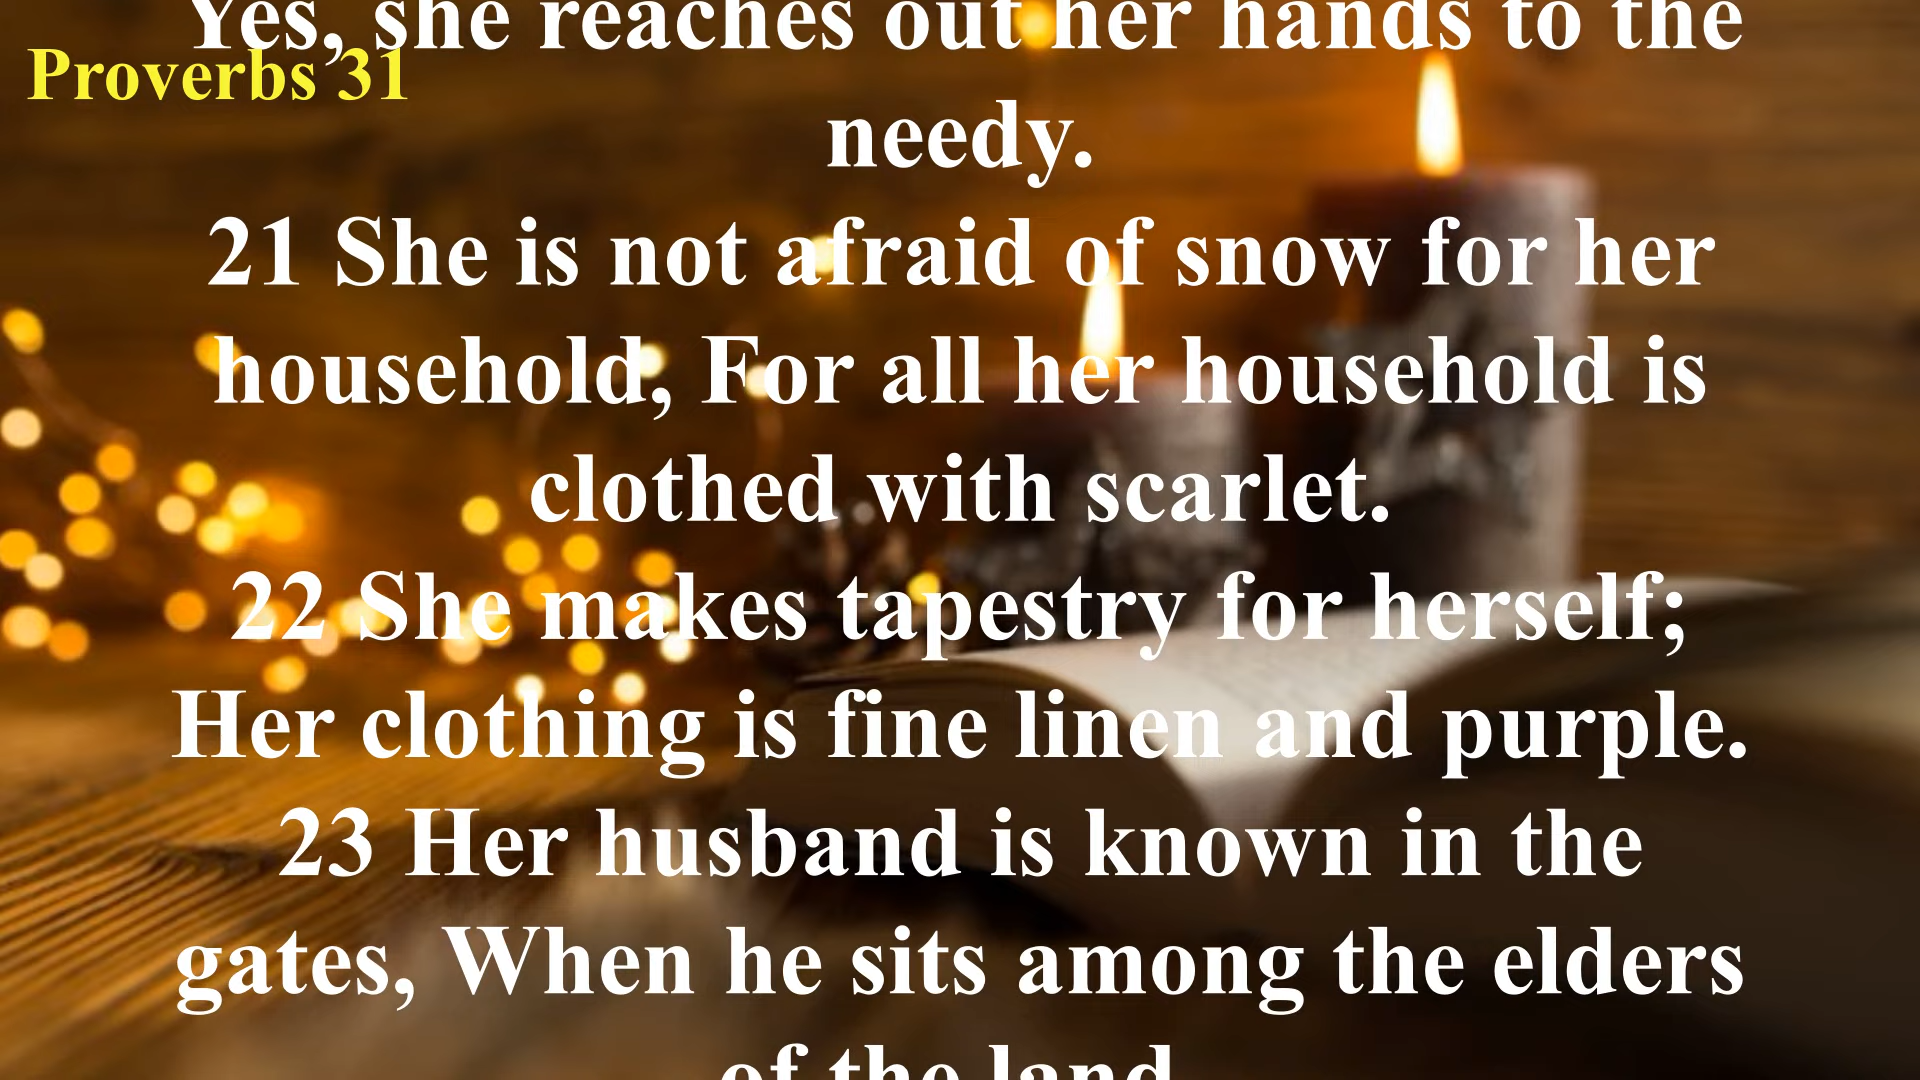 Yes, she reaches out her hands to the
Proverbs 31
needy.
21 She is not afraid of snow for her
household, For all her household is
clothed with scarlet.
22 She makes tapestry for herself;
Her clothing is fine linen and purple.
23 Her husband is known in the
gates, When he sits among the elders
of the land